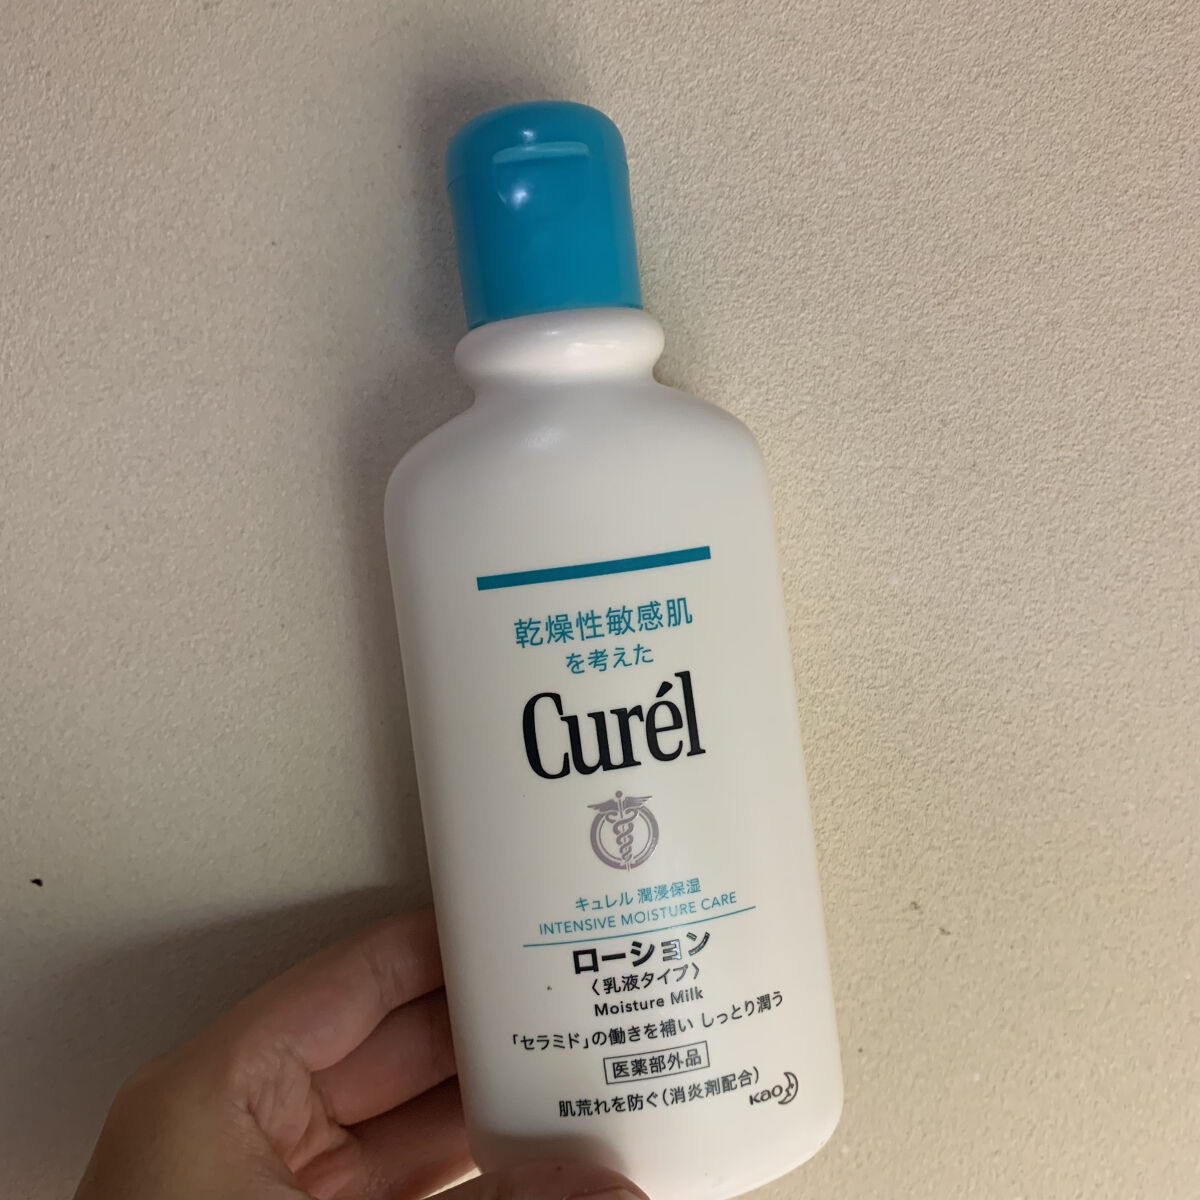 乾燥性敏感肌
を考えた
Curél
キュレル 潤浸保湿
INTENSIVE MOISTURE CARE
ローション
〈乳液タイプ〉
Moisture Milk
「セラミド」の働きを補い しっとり潤う
医薬部外品
肌荒れを防ぐ(消炎剤配合)
Kao